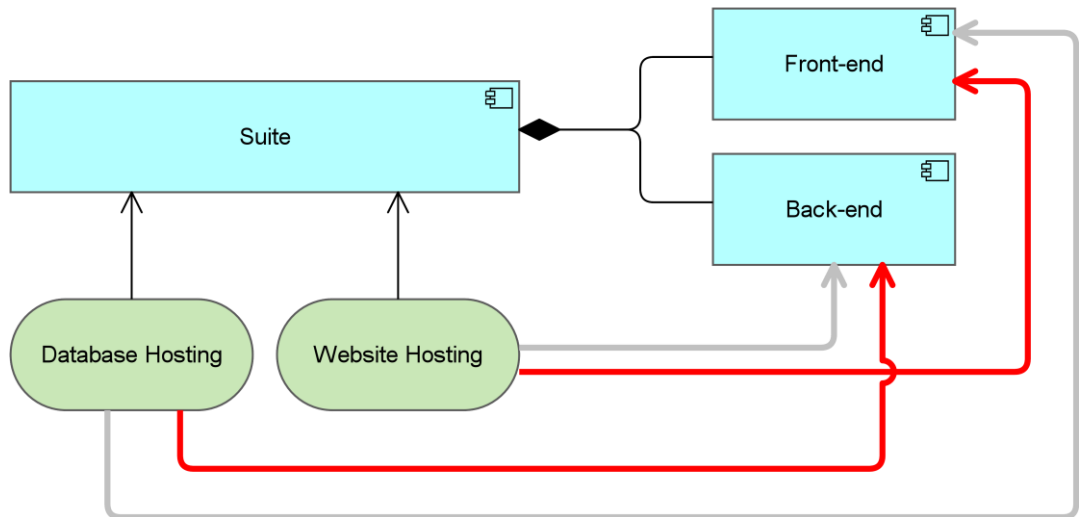 Front-end
Suite
Back-end
Database Hosting
Website Hosting